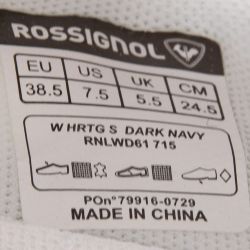 ROSSIGNOL
EU US UK CM
38.5 7.5 5.5 24.5
W HRTG S DARK NAVY
RNLWD61 715
POn°79916-0729
MADE IN CHINA